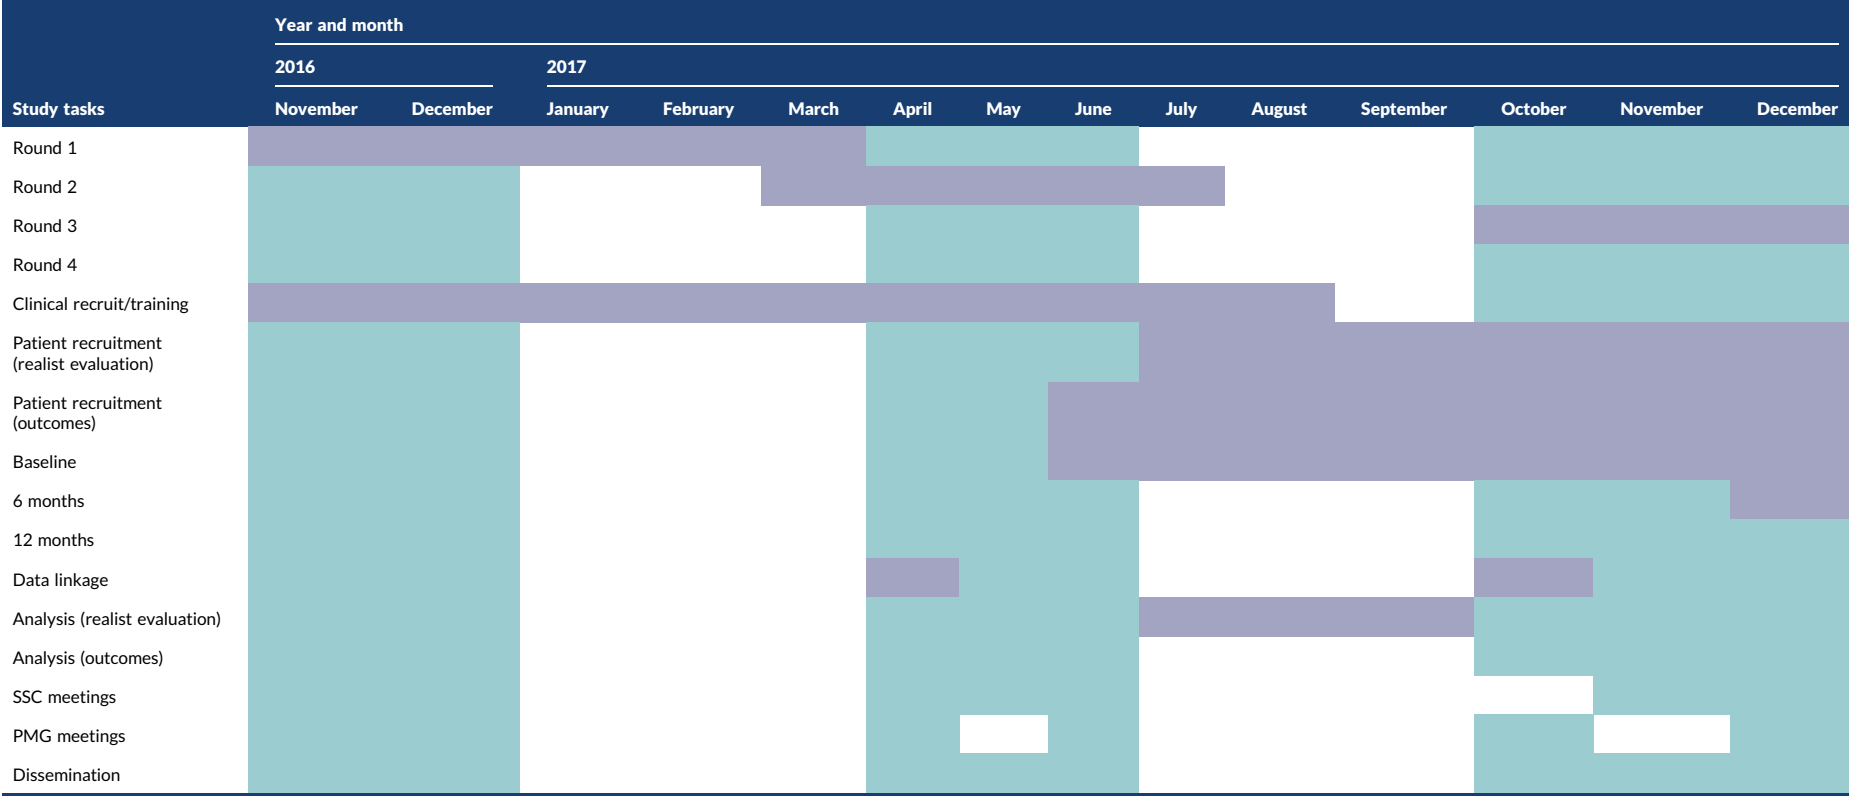 Year and month
2016 2017
Study tasks November December January February March April May June July August September October November December
Round 1
Round 2
Round 3
Round 4
Clinical recruit/training
Patient recruitment
(realist evaluation)
Patient recruitment
(outcomes)
Baseline
6 months
12 months
Data linkage
Analysis (realist evaluation)
Analysis (outcomes)
SSC meetings
PMG meetings
Dissemination